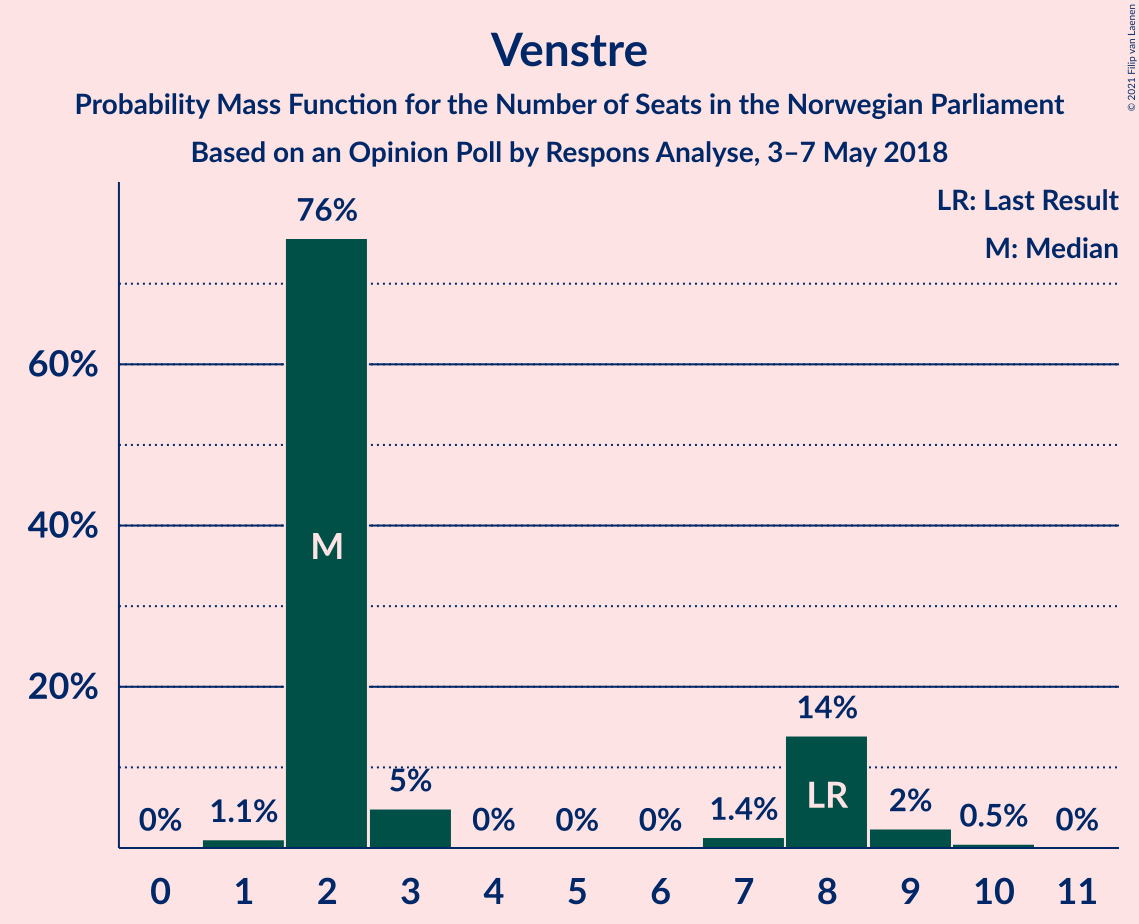 Venstre
Probability Mass Function for the Number of Seats in the Norwegian Parliament
Based on an Opinion Poll by Respons Analyse, 3–7 May 2018
© 2021 Filip van Laenen
LR: Last Result
M: Median
76%
60%
40%
M
20%
14%
LR
0%
1.1%
5%
0%
0%
0%
1.4%
2%
0.5%
0%
0 1 2 3 4 5 6 7 8 9 10 11